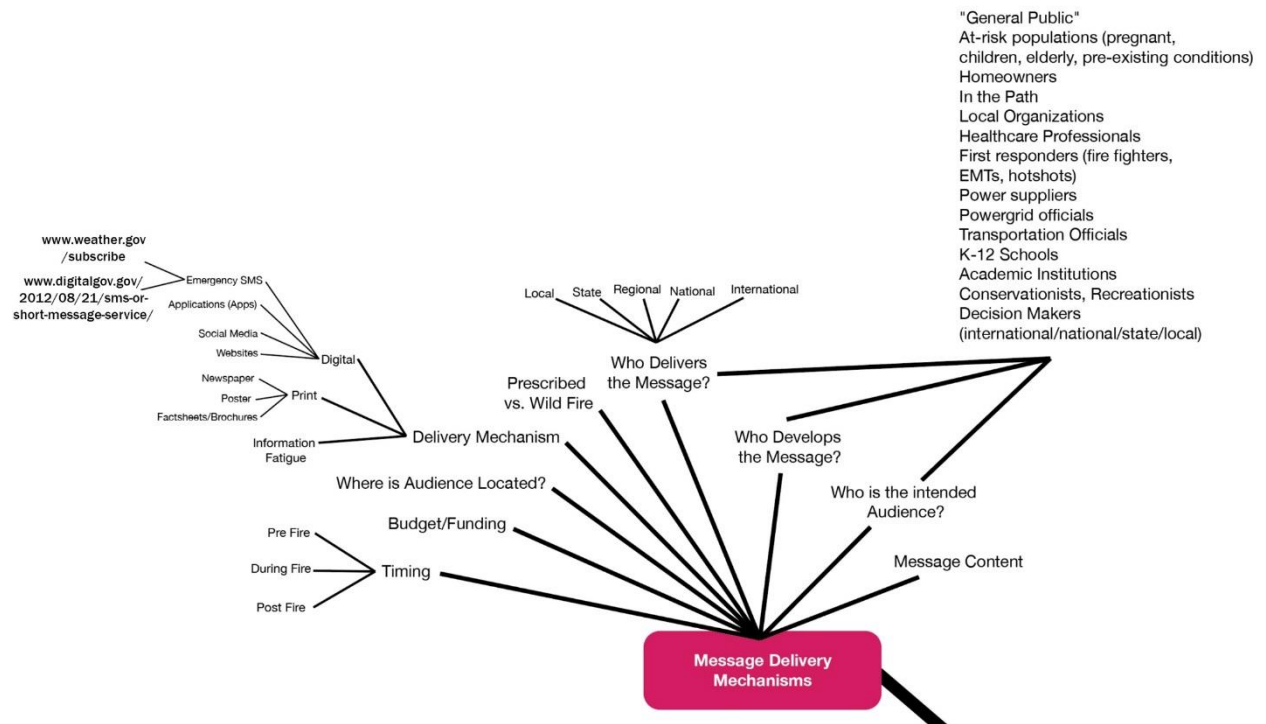 "General Public"
At-risk populations (pregnant,
children, elderly, pre-existing conditions)
Homeowners
In the Path
Local Organizations
Healthcare Professionals
First responders (fire fighters,
EMTs, hotshots)
Power suppliers
Powergrid officials
Transportation Officials
K-12 Schools
Academic Institutions
Conservationists, Recreationists
Decision Makers
(international/national/state/local)
www.weather.gov
/subscribe
www.digitalgov.gov/
2012/08/21/sms-or-
short-message-service/
Emergency SMS
Applications (Apps)
Social Media
Websites
Digital
Newspaper
Poster
Factsheets/Brochures
Print
Information
Fatigue
Delivery Mechanism
Local
State
Regional
National
International
Who Delivers
the Message?
Prescribed
vs. Wild Fire
Who Develops
the Message?
Who is the intended
Audience?
Message Content
Where is Audience Located?
Budget/Funding
Pre Fire
During Fire
Post Fire
Timing
Message Delivery
Mechanisms